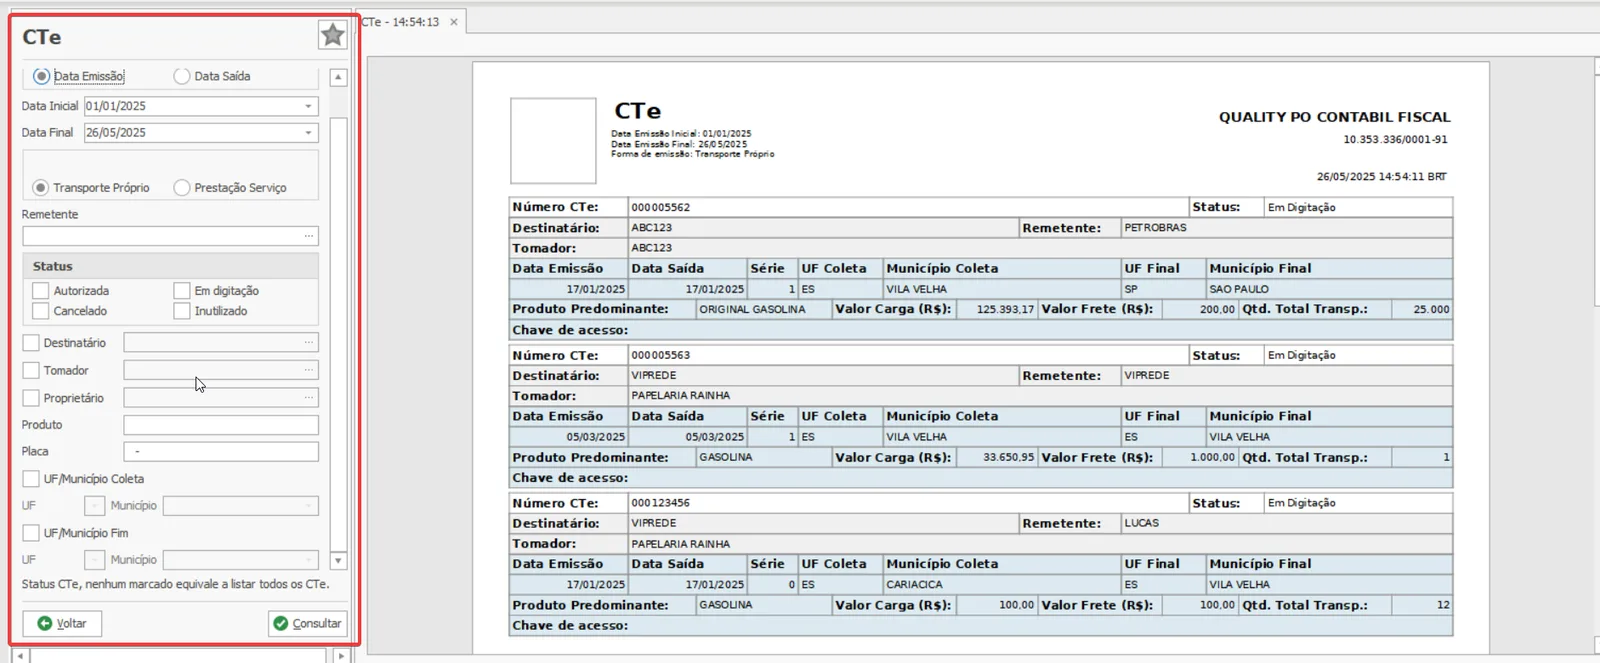 CTe
Data Emissão Data Saída
Data Inicial 01/01/2025
Data Final 26/05/2025
Transporte Próprio Prestação Serviço
Remetente
...
Status
Autorizada Em digitação
Cancelado Inutilizado
Destinatário ...
Tomador ...
Proprietário ...
Produto
Placa -
UF/Município Coleta
UF Município
UF/Município Fim
UF Município
Status CTe, nenhum marcado equivale a listar todos os CTe.
Voltar Consultar
CTe - 14:54:13 ×
CTe
Data Emissão Inicial: 01/01/2025
Data Emissão Final: 26/05/2025
Forma de emissão: Transporte Próprio
QUALITY PO CONTABIL FISCAL
10.353.336/0001-91
26/05/2025 14:54:11 BRT
Número CTe: 000005562 Status: Em Digitação
Destinatário: ABC123 Remetente: PETROBRAS
Tomador: ABC123
Data Emissão Data Saída Série UF Coleta Município Coleta UF Final Município Final
17/01/2025 17/01/2025 1 ES VILA VELHA SP SAO PAULO
Produto Predominante: ORIGINAL GASOLINA Valor Carga (R$): 125.393,17 Valor Frete (R$): 200,00 Qtd. Total Transp.: 25.000
Chave de acesso:
Número CTe: 000005563 Status: Em Digitação
Destinatário: VIPREDE Remetente: VIPREDE
Tomador: PAPELARIA RAINHA
Data Emissão Data Saída Série UF Coleta Município Coleta UF Final Município Final
05/03/2025 05/03/2025 1 ES VILA VELHA ES VILA VELHA
Produto Predominante: GASOLINA Valor Carga (R$): 33.650,95 Valor Frete (R$): 1.000,00 Qtd. Total Transp.: 1
Chave de acesso:
Número CTe: 000123456 Status: Em Digitação
Destinatário: VIPREDE Remetente: LUCAS
Tomador: PAPELARIA RAINHA
Data Emissão Data Saída Série UF Coleta Município Coleta UF Final Município Final
17/01/2025 17/01/2025 0 ES CARIACICA ES VILA VELHA
Produto Predominante: GASOLINA Valor Carga (R$): 100,00 Valor Frete (R$): 100,00 Qtd. Total Transp.: 12
Chave de acesso: